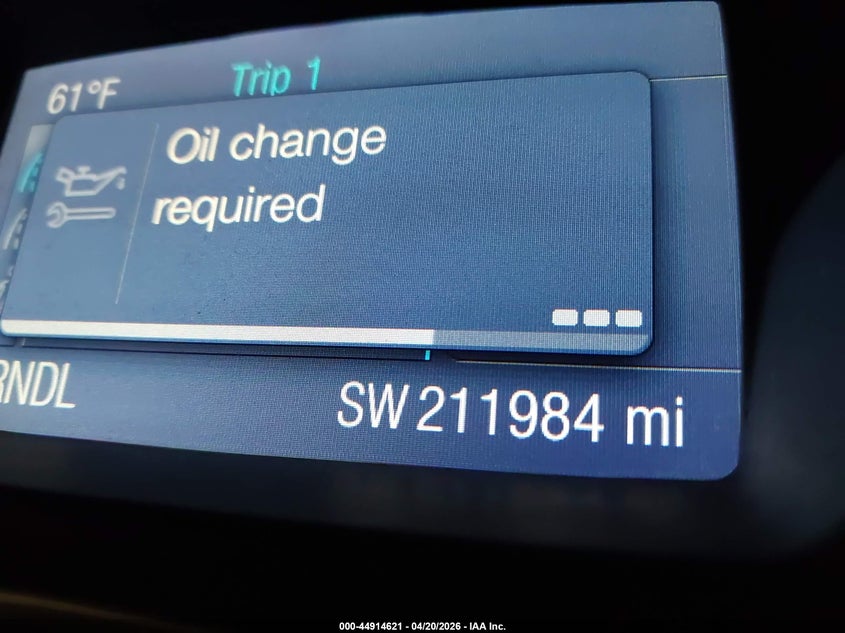 61°F Trip 1
Oil change
required
RNDL
SW 211984 mi
000-44914621 - 04/20/2026 - IAA Inc.